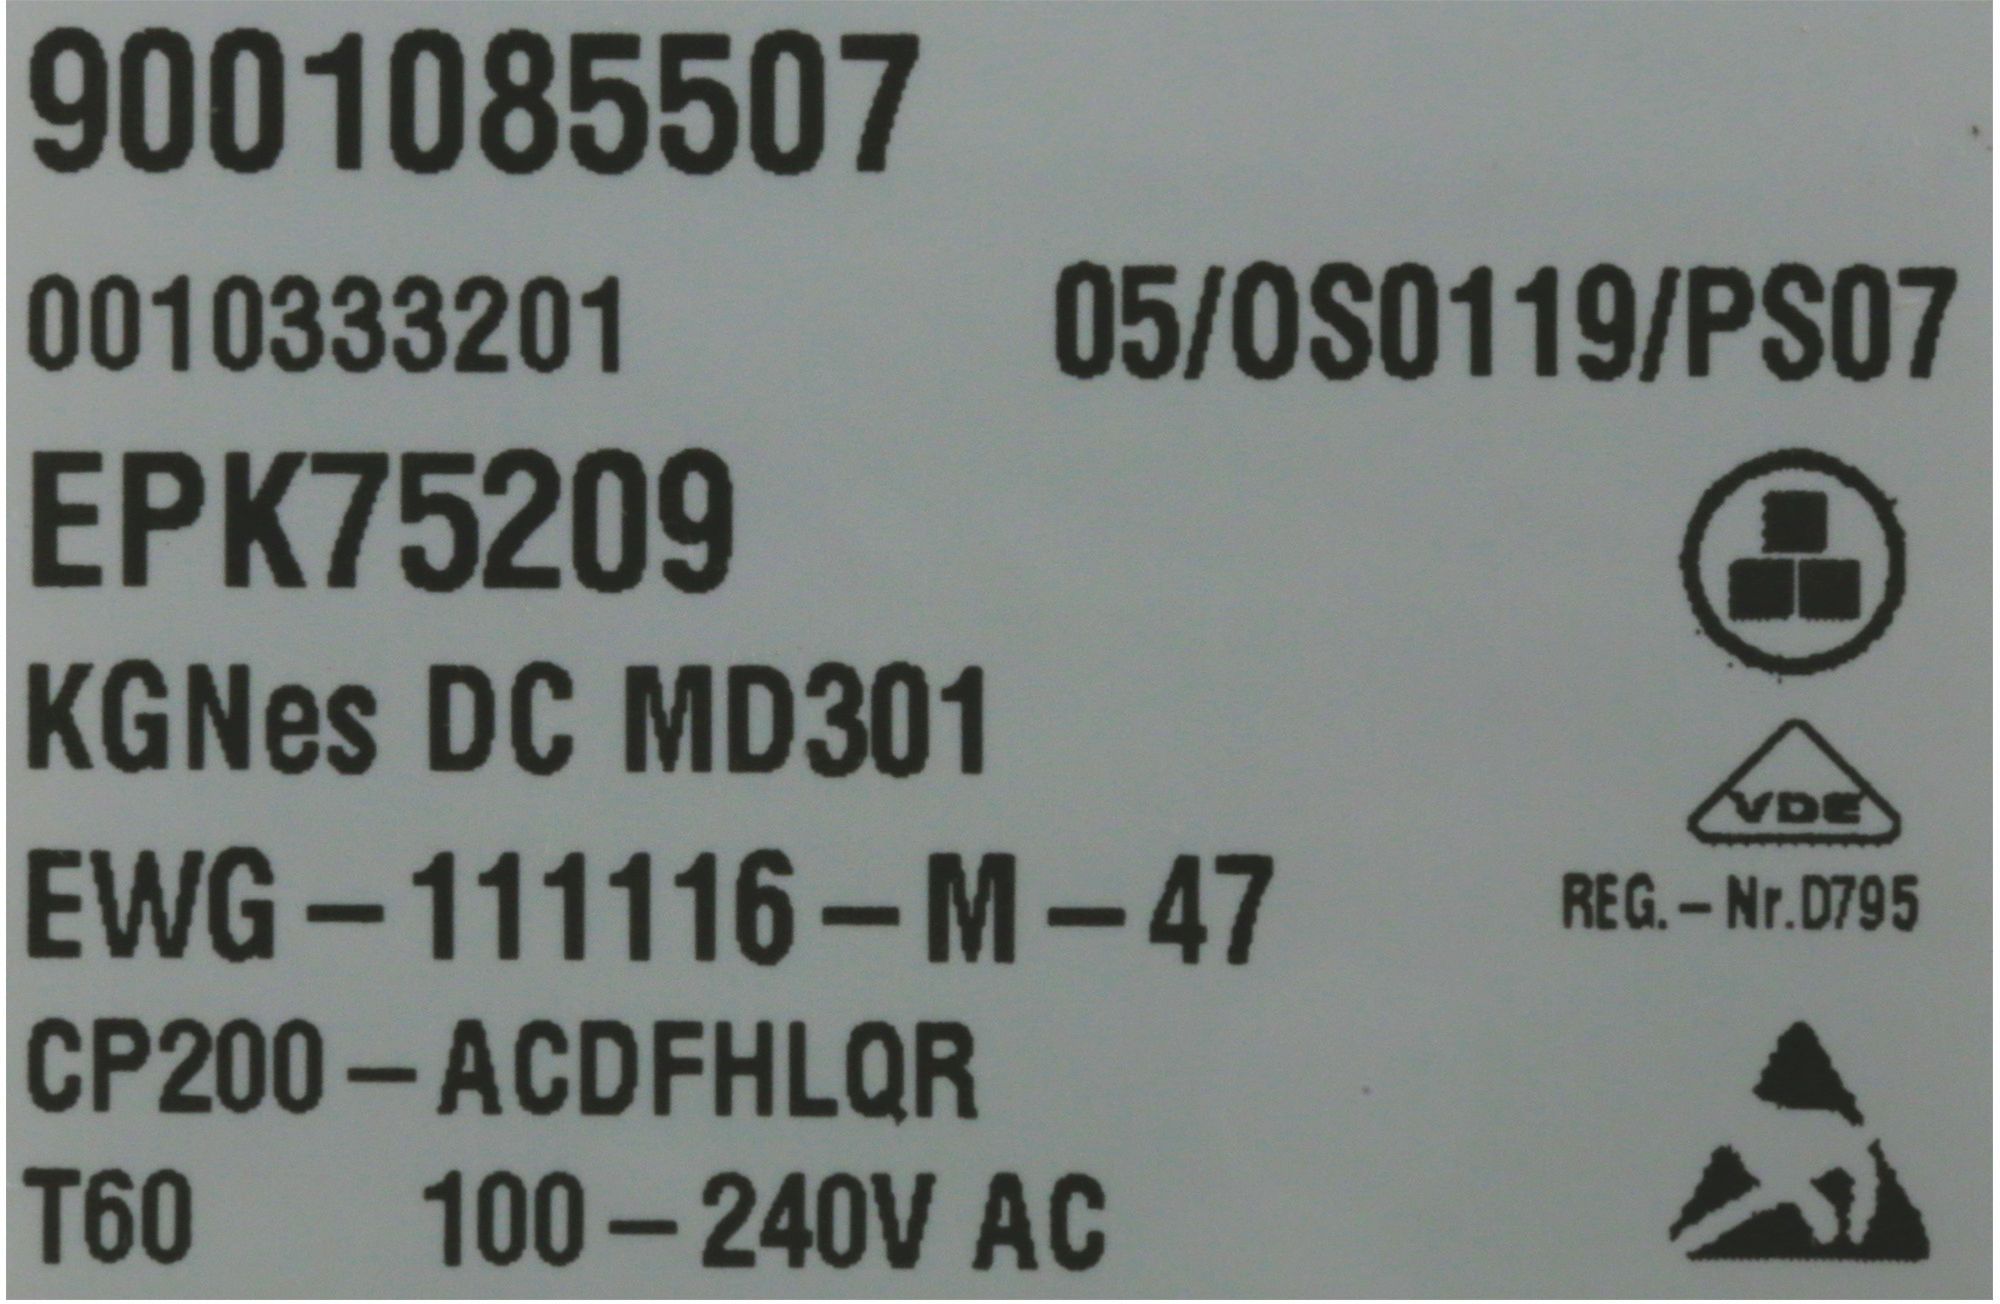 9001085507
0010333201 05/OS0119/PS07
EPK75209
KGNes DC MD301
VDE
EWG-111116-M-47
REG.-Nr.D795
CP200-ACDFHLQR
T60 100-240V AC